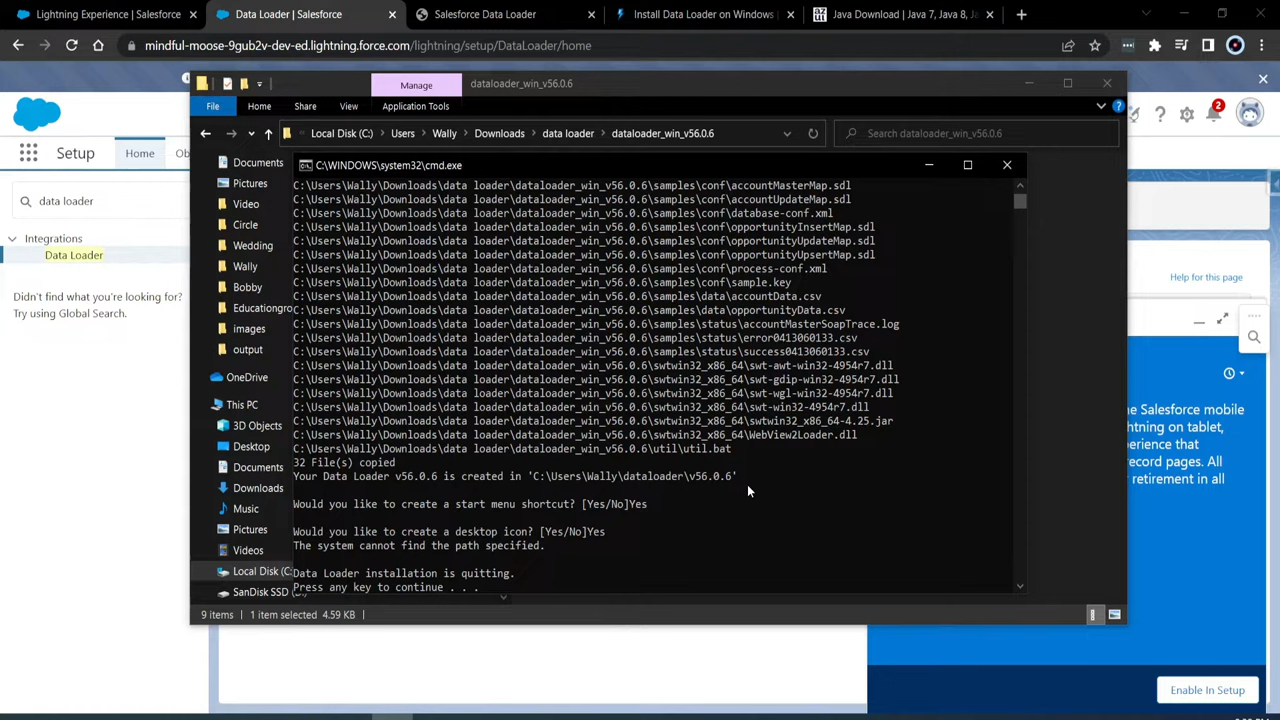 Lightning Experience | Salesforce
Data Loader | Salesforce
Salesforce Data Loader
Install Data Loader on Windows
Java Download | Java 7, Java 8,
mindful-moose-9gub2v-dev-ed.lightning.force.com/lightning/setup/DataLoader/home
Manage
dataloader_win_v56.0.6
File
Home
Share
View
Application Tools
Local Disk (C:)
Users
Wally
Downloads
data loader
dataloader_win_v56.0.6
Search dataloader_win_v56.0.6
2
Setup
Home
Ob
data loader
Integrations
Data Loader
Didn't find what you're looking for?
Try using Global Search.
Documents
Pictures
Video
Circle
Wedding
Wally
Bobby
Educationgro
images
output
OneDrive
This PC
3D Objects
Desktop
Documents
Downloads
Music
Pictures
Videos
Local Disk (C:
SanDisk SSD
C:\WINDOWS\system32\cmd.exe
C:\Users\Wally\Downloads\data loader\dataloader_win_v56.0.6\samples\conf\accountMasterMap.sdl
C:\Users\Wally\Downloads\data loader\dataloader_win_v56.0.6\samples\conf\accountUpdateMap.sdl
C:\Users\Wally\Downloads\data loader\dataloader_win_v56.0.6\samples\conf\database-conf.xml
C:\Users\Wally\Downloads\data loader\dataloader_win_v56.0.6\samples\conf\opportunityInsertMap.sdl
C:\Users\Wally\Downloads\data loader\dataloader_win_v56.0.6\samples\conf\opportunityUpdateMap.sdl
C:\Users\Wally\Downloads\data loader\dataloader_win_v56.0.6\samples\conf\opportunityUpsertMap.sdl
C:\Users\Wally\Downloads\data loader\dataloader_win_v56.0.6\samples\conf\process-conf.xml
C:\Users\Wally\Downloads\data loader\dataloader_win_v56.0.6\samples\conf\sample.key
C:\Users\Wally\Downloads\data loader\dataloader_win_v56.0.6\samples\data\accountData.csv
C:\Users\Wally\Downloads\data loader\dataloader_win_v56.0.6\samples\data\opportunityData.csv
C:\Users\Wally\Downloads\data loader\dataloader_win_v56.0.6\samples\status\accountMasterSoapTrace.log
C:\Users\Wally\Downloads\data loader\dataloader_win_v56.0.6\samples\status\error0413060133.csv
C:\Users\Wally\Downloads\data loader\dataloader_win_v56.0.6\samples\status\success0413060133.csv
C:\Users\Wally\Downloads\data loader\dataloader_win_v56.0.6\swtwin32_x86_64\swt-awt-win32-4954r7.dll
C:\Users\Wally\Downloads\data loader\dataloader_win_v56.0.6\swtwin32_x86_64\swt-gdip-win32-4954r7.dll
C:\Users\Wally\Downloads\data loader\dataloader_win_v56.0.6\swtwin32_x86_64\swt-wgl-win32-4954r7.dll
C:\Users\Wally\Downloads\data loader\dataloader_win_v56.0.6\swtwin32_x86_64\swt-win32-4954r7.dll
C:\Users\Wally\Downloads\data loader\dataloader_win_v56.0.6\swtwin32_x86_64\swtwin32_x86_64-4.25.jar
C:\Users\Wally\Downloads\data loader\dataloader_win_v56.0.6\swtwin32_x86_64\WebView2Loader.dll
C:\Users\Wally\Downloads\data loader\dataloader_win_v56.0.6\util\util.bat
32 File(s) copied
Your Data Loader v56.0.6 is created in 'C:\Users\Wally\dataloader\v56.0.6'
Would you like to create a start menu shortcut? [Yes/No]Yes
Would you like to create a desktop icon? [Yes/No]Yes
The system cannot find the path specified.
Data Loader installation is quitting.
Press any key to continue . . .
9 items
1 item selected 4.59 KB
Help for this page
he Salesforce mobile
htning on tablet,
perience that
record pages. All
retirement in all
Enable In Setup